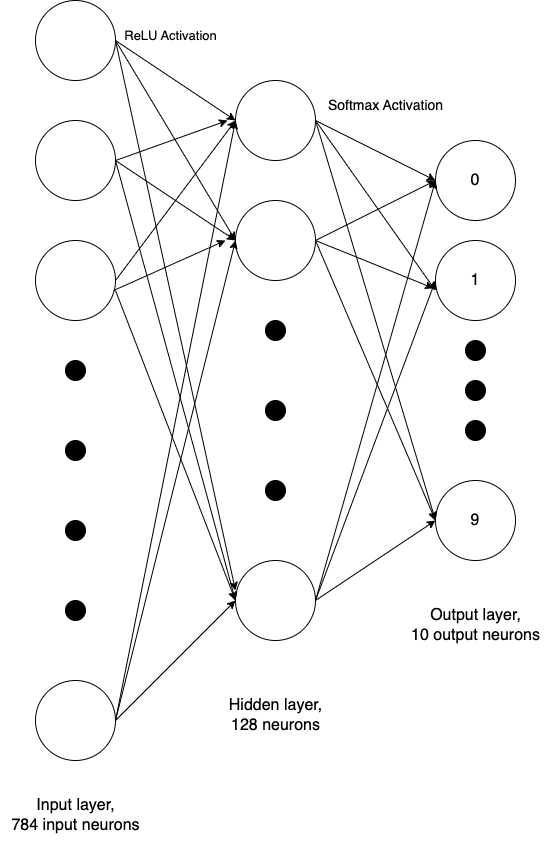 ReLU Activation
Softmax Activation
0
1
9
Output layer,
10 output neurons
Hidden layer,
128 neurons
Input layer,
784 input neurons